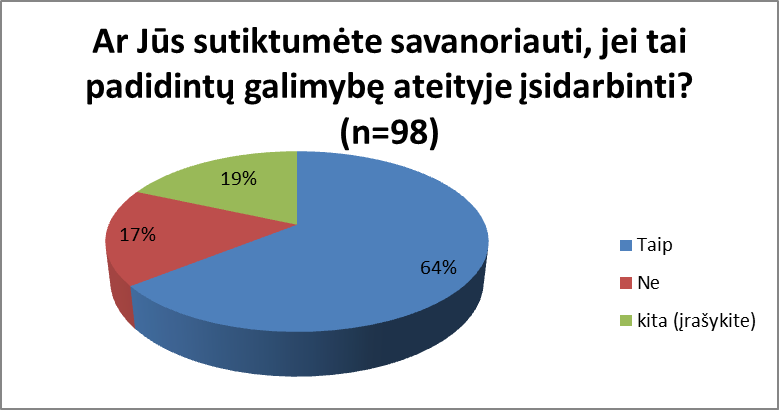 Ar Jūs sutiktumėte savanoriauti, jei tai
padidintų galimybę ateityje įsidarbinti?
(n=98)
19%
17%
64%
Taip
Ne
kita (įrašykite)